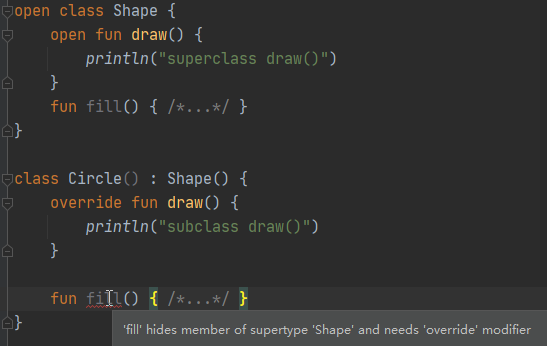 open class Shape {
    open fun draw() {
        println("superclass draw()")
    }
    fun fill() { /*...*/ }
}

class Circle() : Shape() {
    override fun draw() {
        println("subclass draw()")
    }

    fun fill() { /*...*/ }
}
'fill' hides member of supertype 'Shape' and needs 'override' modifier